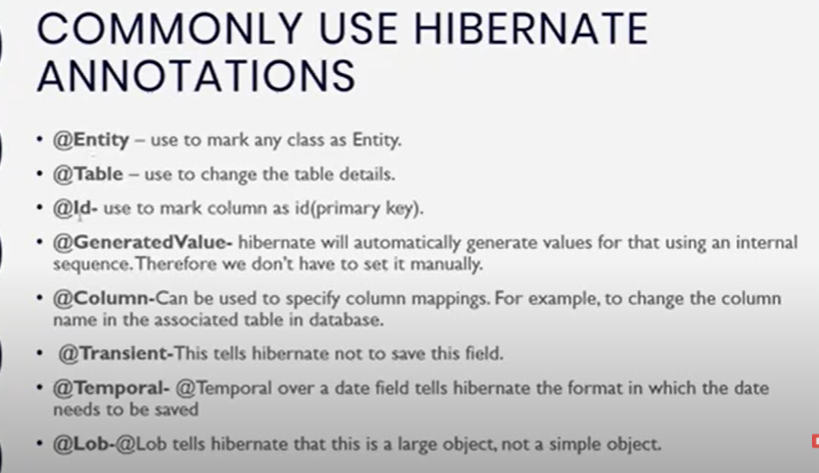 COMMONLY USE HIBERNATE
ANNOTATIONS
• @Entity – use to mark any class as Entity.
• @Table – use to change the table details.
• @Id- use to mark column as id(primary key).
• @GeneratedValue- hibernate will automatically generate values for that using an internal
sequence.Therefore we don't have to set it manually.
• @Column-Can be used to specify column mappings. For example, to change the column
name in the associated table in database.
• @Transient-This tells hibernate not to save this field.
• @Temporal- @Temporal over a date field tells hibernate the format in which the date
needs to be saved
• @Lob-@Lob tells hibernate that this is a large object, not a simple object.